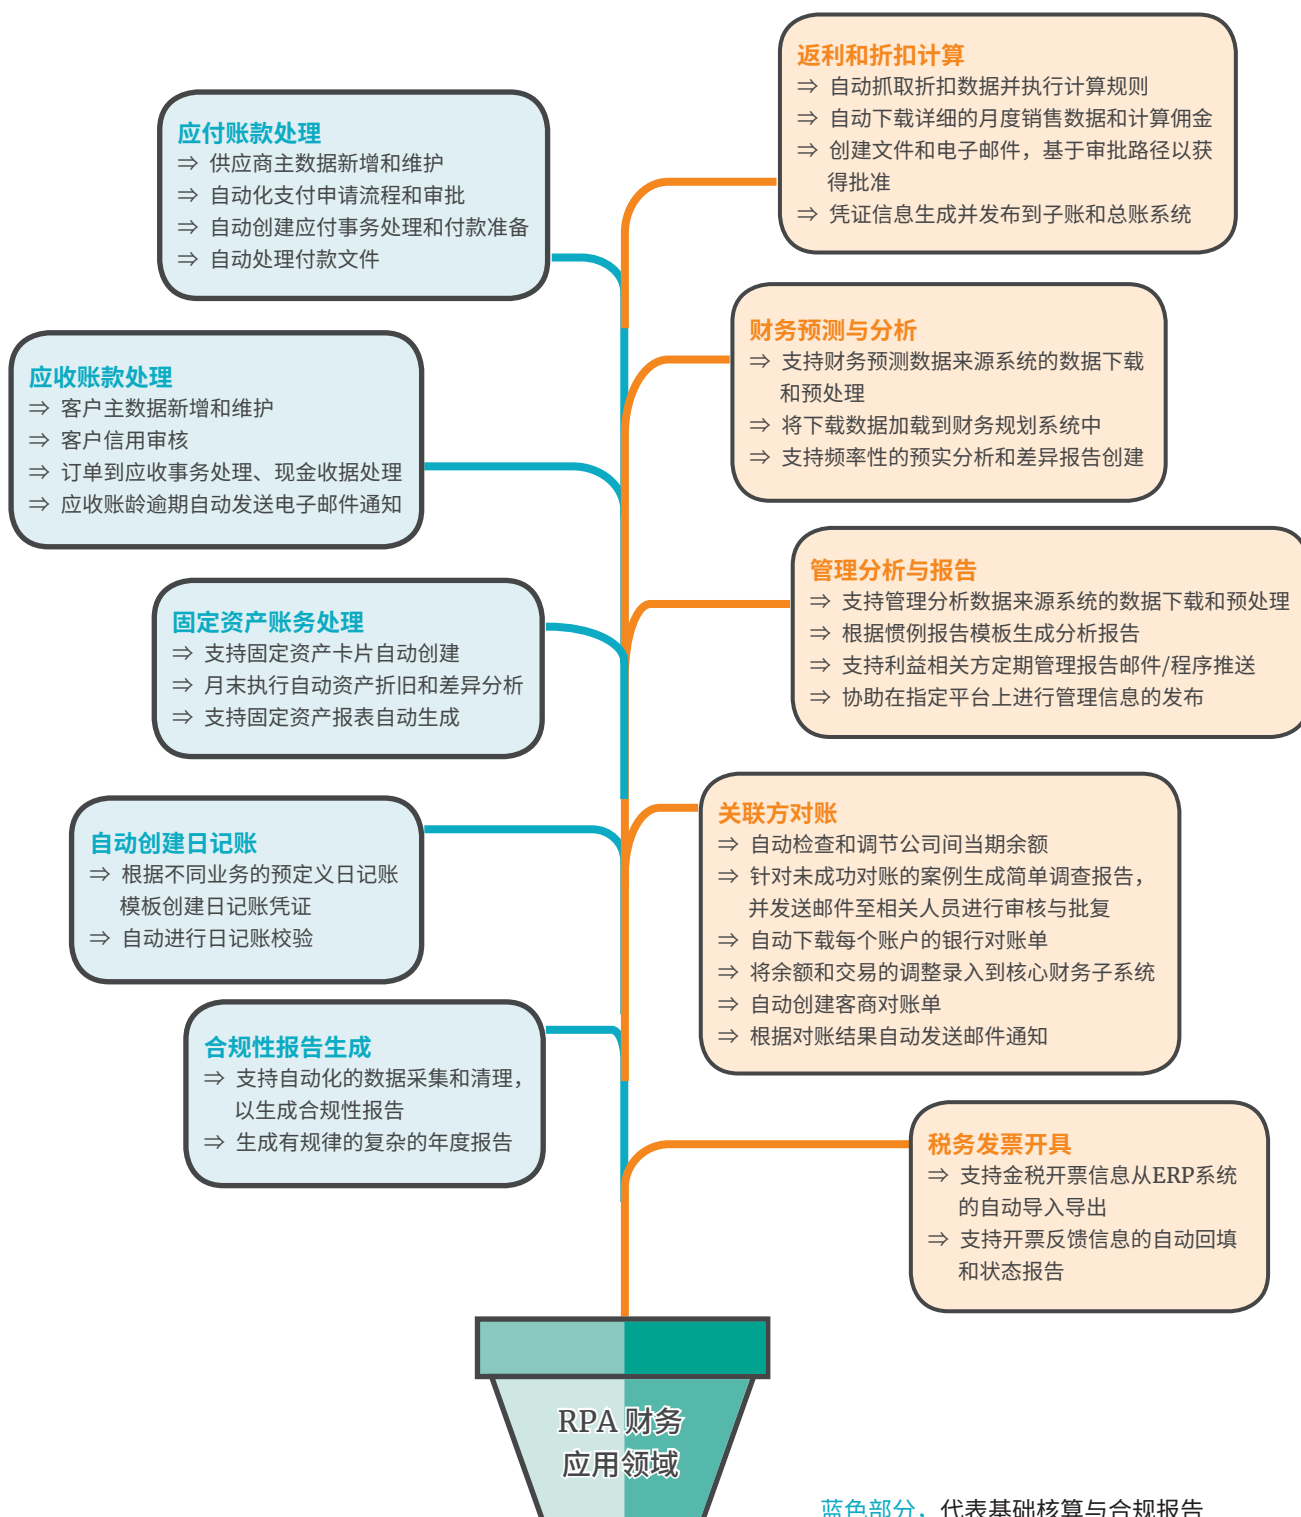 返利和折扣计算
⇒ 自动抓取折扣数据并执行计算规则
⇒ 自动下载详细的月度销售数据和计算佣金
⇒ 创建文件和电子邮件，基于审批路径以获
得批准
⇒ 凭证信息生成并发布到子账和总账系统
应付账款处理
⇒ 供应商主数据新增和维护
⇒ 自动化支付申请流程和审批
⇒ 自动创建应付事务处理和付款准备
⇒ 自动处理付款文件
财务预测与分析
⇒ 支持财务预测数据来源系统的数据下载
和预处理
⇒ 将下载数据加载到财务规划系统中
⇒ 支持频率性的预实分析和差异报告创建
应收账款处理
⇒ 客户主数据新增和维护
⇒ 客户信用审核
⇒ 订单到应收事务处理、现金收据处理
⇒ 应收账龄逾期自动发送电子邮件通知
管理分析与报告
⇒ 支持管理分析数据来源系统的数据下载和预处理
⇒ 根据惯例报告模板生成分析报告
⇒ 支持利益相关方定期管理报告邮件/程序推送
⇒ 协助在指定平台上进行管理信息的发布
固定资产账务处理
⇒ 支持固定资产卡片自动创建
⇒ 月末执行自动资产折旧和差异分析
⇒ 支持固定资产报表自动生成
关联方对账
⇒ 自动检查和调节公司间当期余额
⇒ 针对未成功对账的案例生成简单调查报告，
并发送邮件至相关人员进行审核与批复
⇒ 自动下载每个账户的银行对账单
⇒ 将余额和交易的调整录入到核心财务子系统
⇒ 自动创建客商对账单
⇒ 根据对账结果自动发送邮件通知
自动创建日记账
⇒ 根据不同业务的预定义日记账
模板创建日记账凭证
⇒ 自动进行日记账校验
合规性报告生成
⇒ 支持自动化的数据采集和清理，
以生成合规性报告
⇒ 生成有规律的复杂的年度报告
税务发票开具
⇒ 支持金税开票信息从ERP系统
的自动导入导出
⇒ 支持开票反馈信息的自动回填
和状态报告
RPA 财务
应用领域
蓝色部分，代表基础核算与合规报告